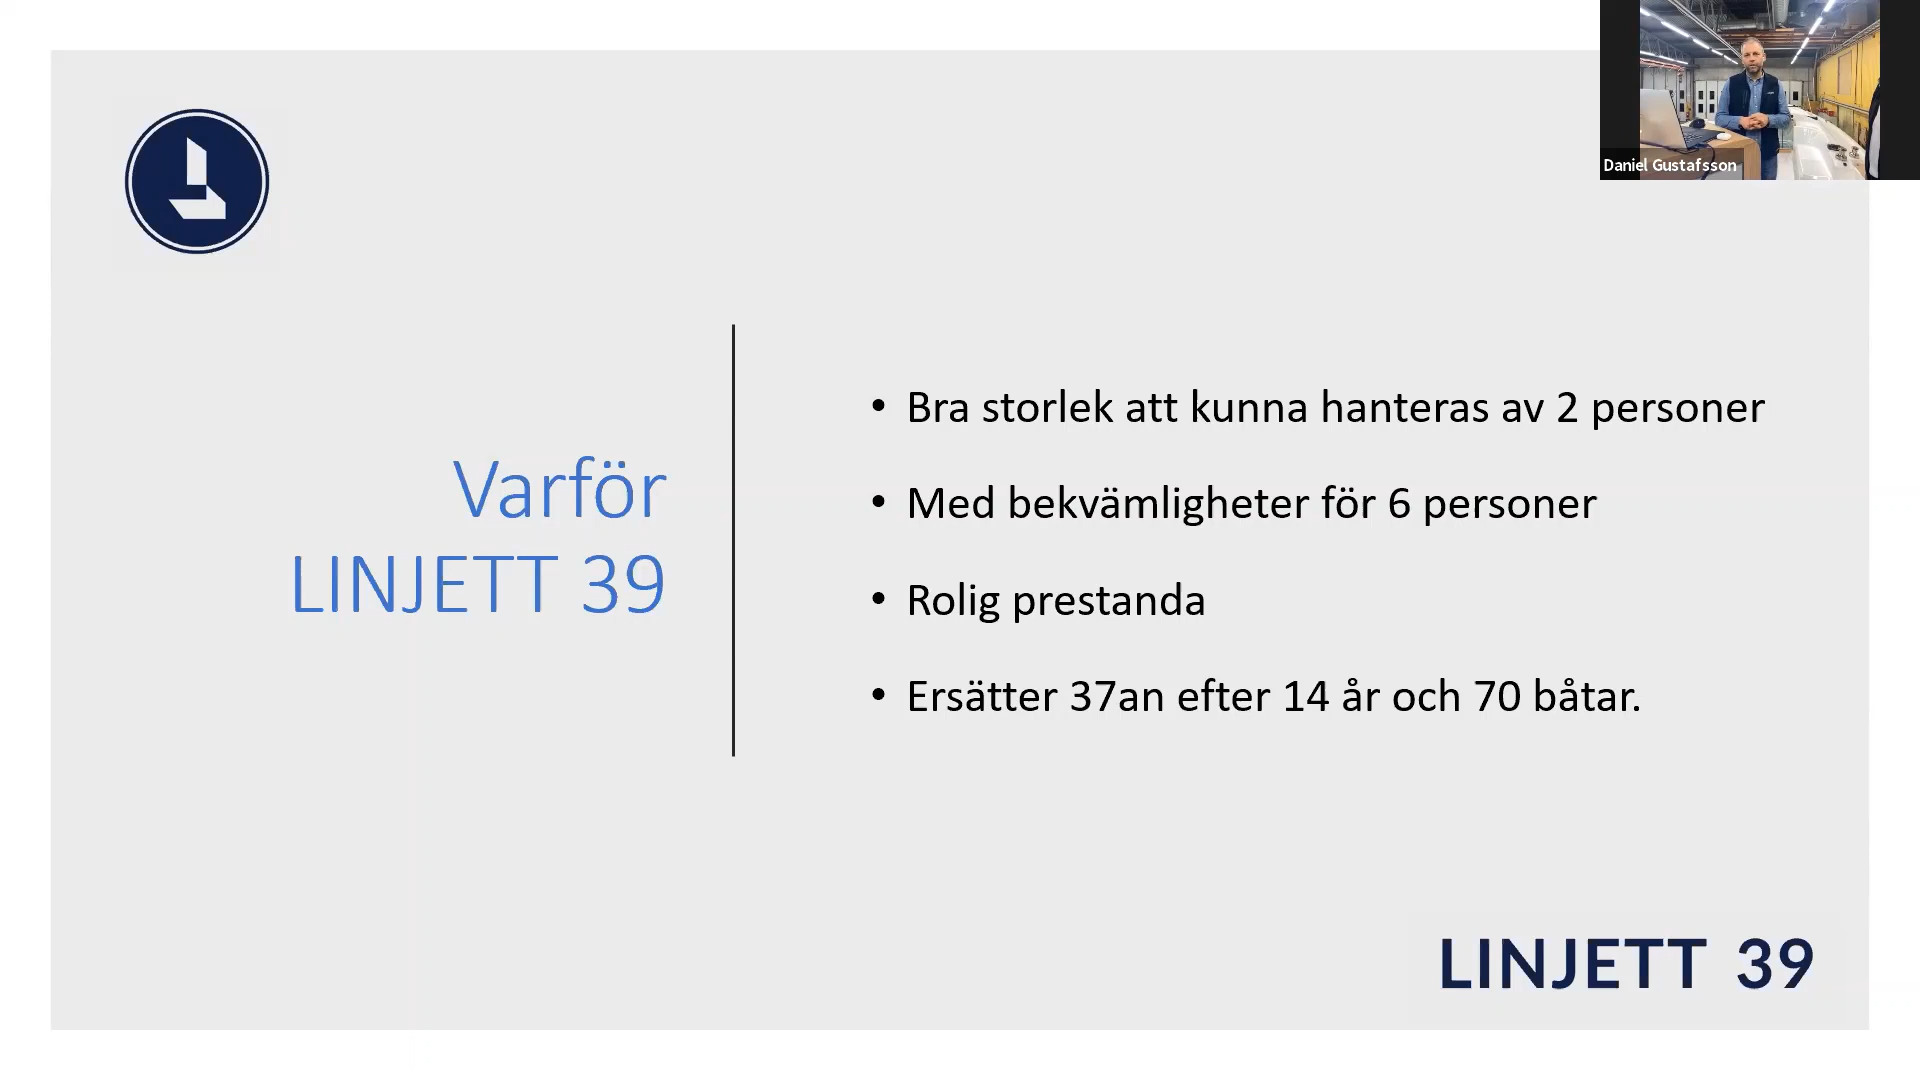 Daniel Gustafsson
Varför
LINJETT 39
• Bra storlek att kunna hanteras av 2 personer
• Med bekvämligheter för 6 personer
• Rolig prestanda
• Ersätter 37an efter 14 år och 70 båtar.
LINJETT 39